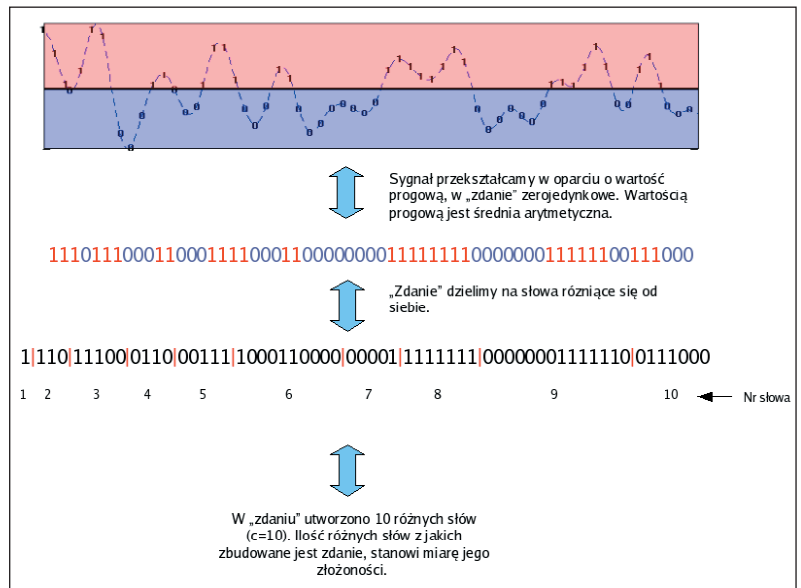 Sygnał przekształcamy w oparciu o wartość
progową, w „zdanie” zerojedynkowe. Wartością
progową jest średnia arytmetyczna.
1110111000110001111000110000000011111111000000011111100111000
„Zdanie” dzielimy na słowa rózniące się od
siebie.
1|110|11100|0110|00111|1000110000|00001|1111111|00000001111110|0111000
1 2 3 4 5 6 7 8 9 10 Nr słowa
W „zdaniu” utworzono 10 różnych słów
(c=10). Ilość różnych słów z jakich
zbudowane jest zdanie, stanowi miarę jego
złożoności.